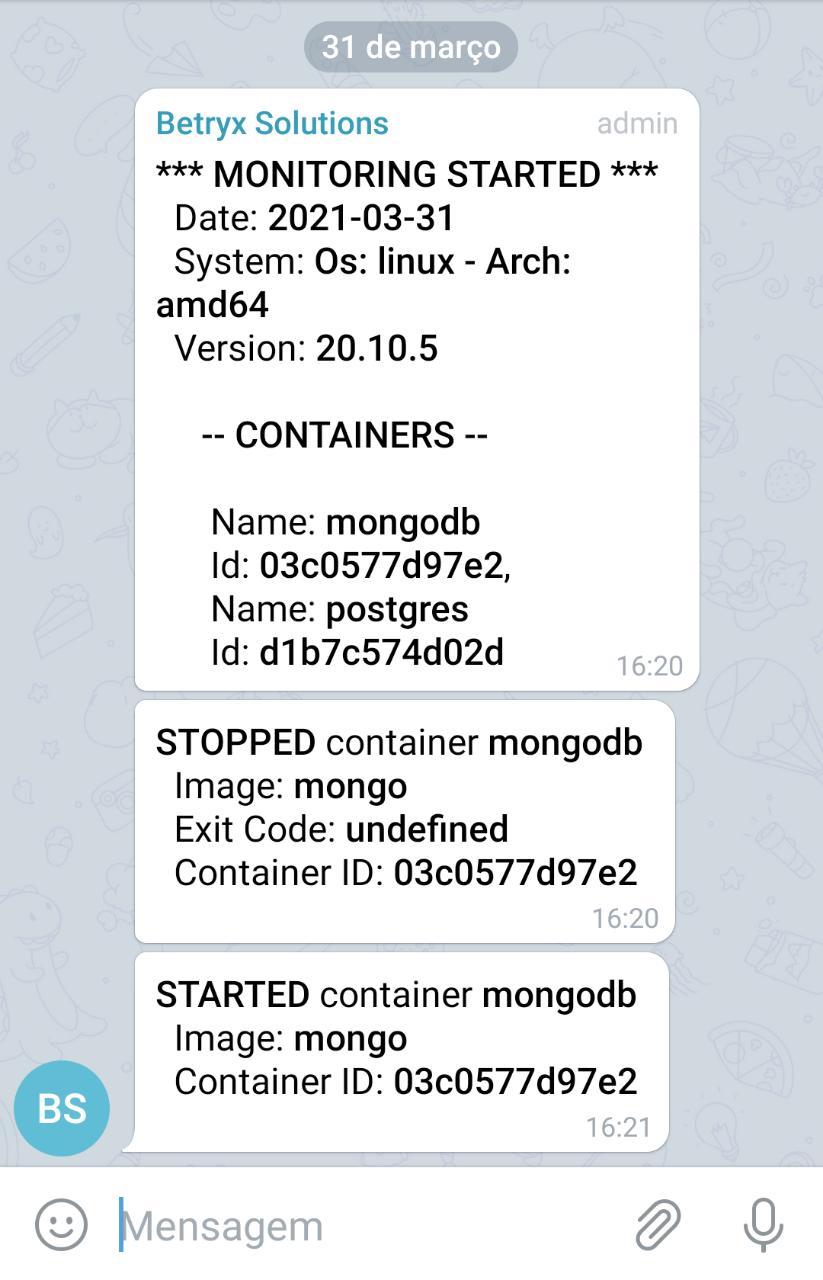 31 de março
Betryx Solutions admin
*** MONITORING STARTED ***
Date: 2021-03-31
System: Os: linux - Arch:
amd64
Version: 20.10.5
-- CONTAINERS --
Name: mongodb
Id: 03c0577d97e2,
Name: postgres
Id: d1b7c574d02d
16:20
STOPPED container mongodb
Image: mongo
Exit Code: undefined
Container ID: 03c0577d97e2
16:20
STARTED container mongodb
Image: mongo
Container ID: 03c0577d97e2
16:21
BS
Mensagem